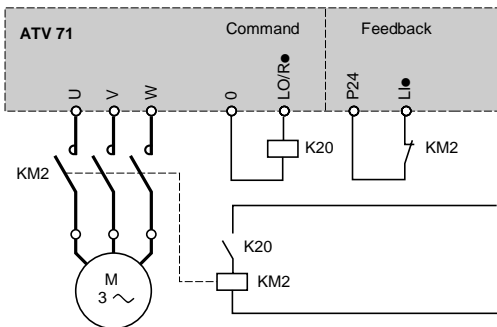 ATV 71
Command
Feedback
U
V
W
0
LO/R●
P24
LI●
K20
KM2
KM2
K20
KM2
M
3 ~